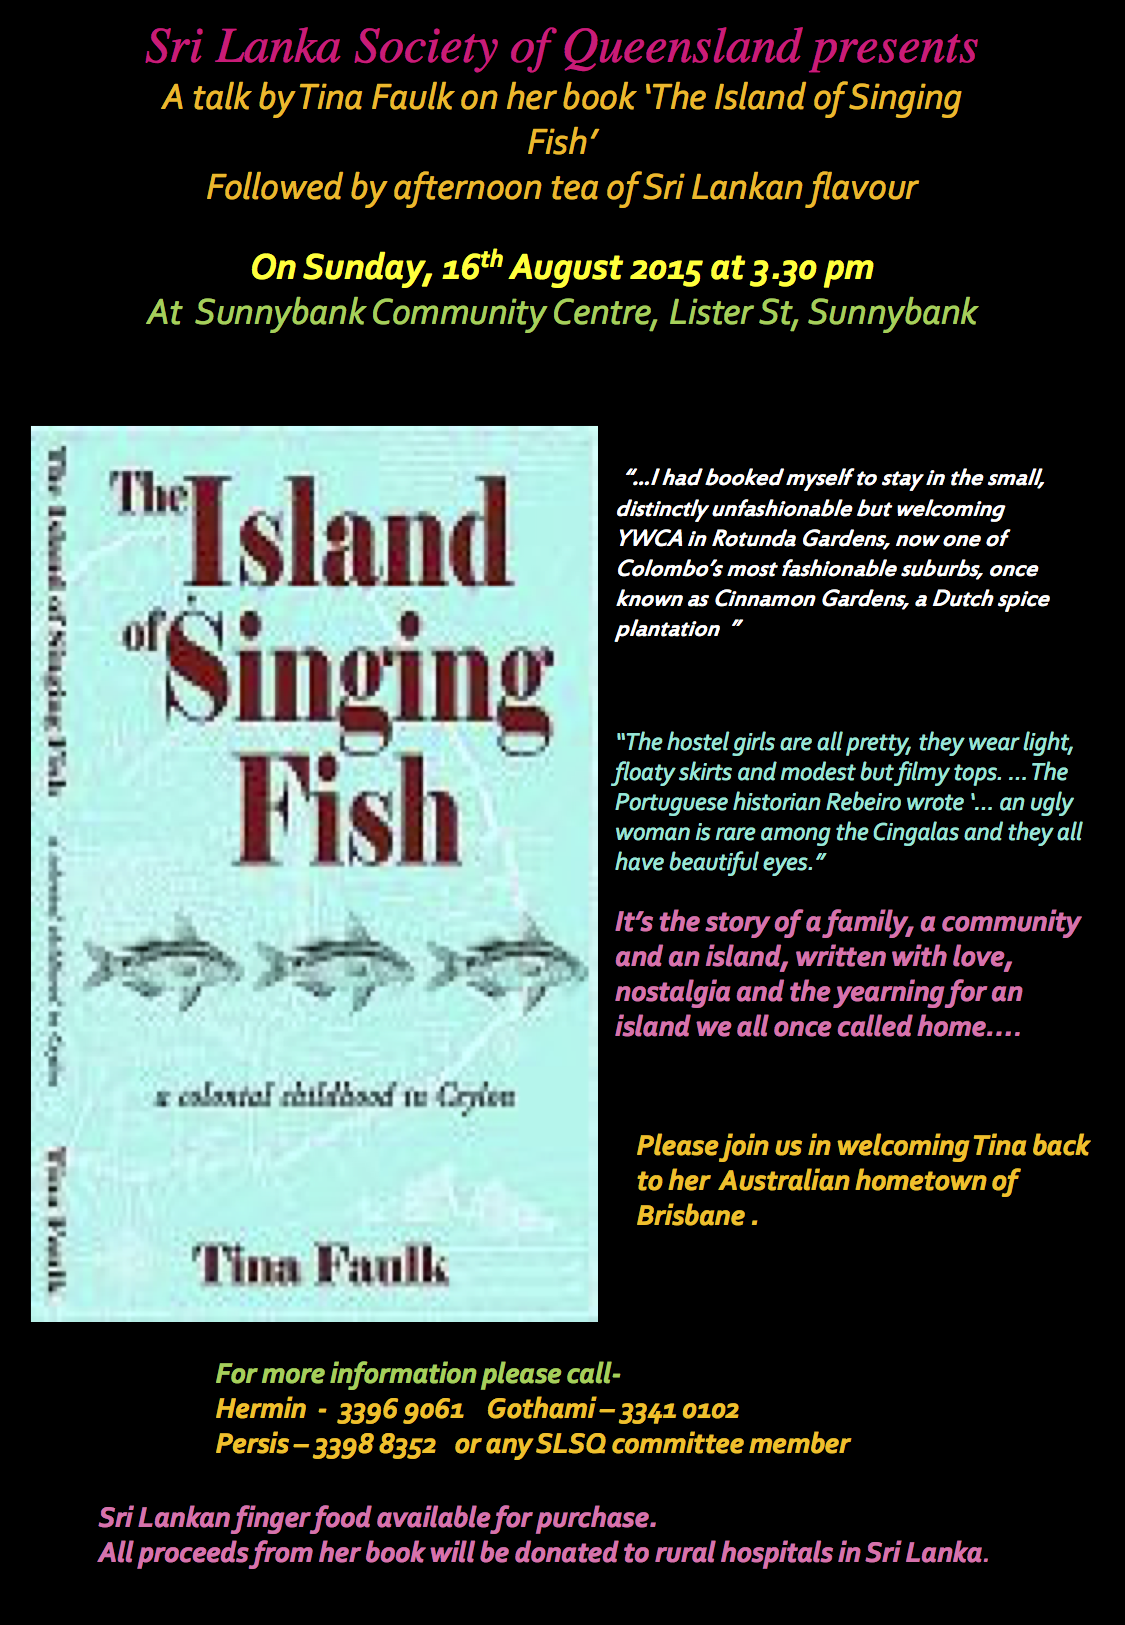 Sri Lanka Society of Queensland presents
A talk by Tina Faulk on her book ‘The Island of Singing
Fish’
Followed by afternoon tea of Sri Lankan flavour
On Sunday, 16th August 2015 at 3.30 pm
At Sunnybank Community Centre, Lister St, Sunnybank
The Island of Singing Fish
a colonial childhood in Ceylon
Tina Faulk
The Island
of Singing
Fish
a colonial childhood in Ceylon
Tina Faulk
“...I had booked myself to stay in the small,
distinctly unfashionable but welcoming
YWCA in Rotunda Gardens, now one of
Colombo’s most fashionable suburbs, once
known as Cinnamon Gardens, a Dutch spice
plantation ”
“The hostel girls are all pretty, they wear light,
floaty skirts and modest but filmy tops. ... The
Portuguese historian Rebeiro wrote ‘... an ugly
woman is rare among the Cingalas and they all
have beautiful eyes.”
It’s the story of a family, a community
and an island, written with love,
nostalgia and the yearning for an
island we all once called home....
Please join us in welcoming Tina back
to her Australian hometown of
Brisbane .
For more information please call-
Hermin - 3396 9061 Gothami – 3341 0102
Persis – 3398 8352 or any SLSQ committee member
Sri Lankan finger food available for purchase.
All proceeds from her book will be donated to rural hospitals in Sri Lanka.